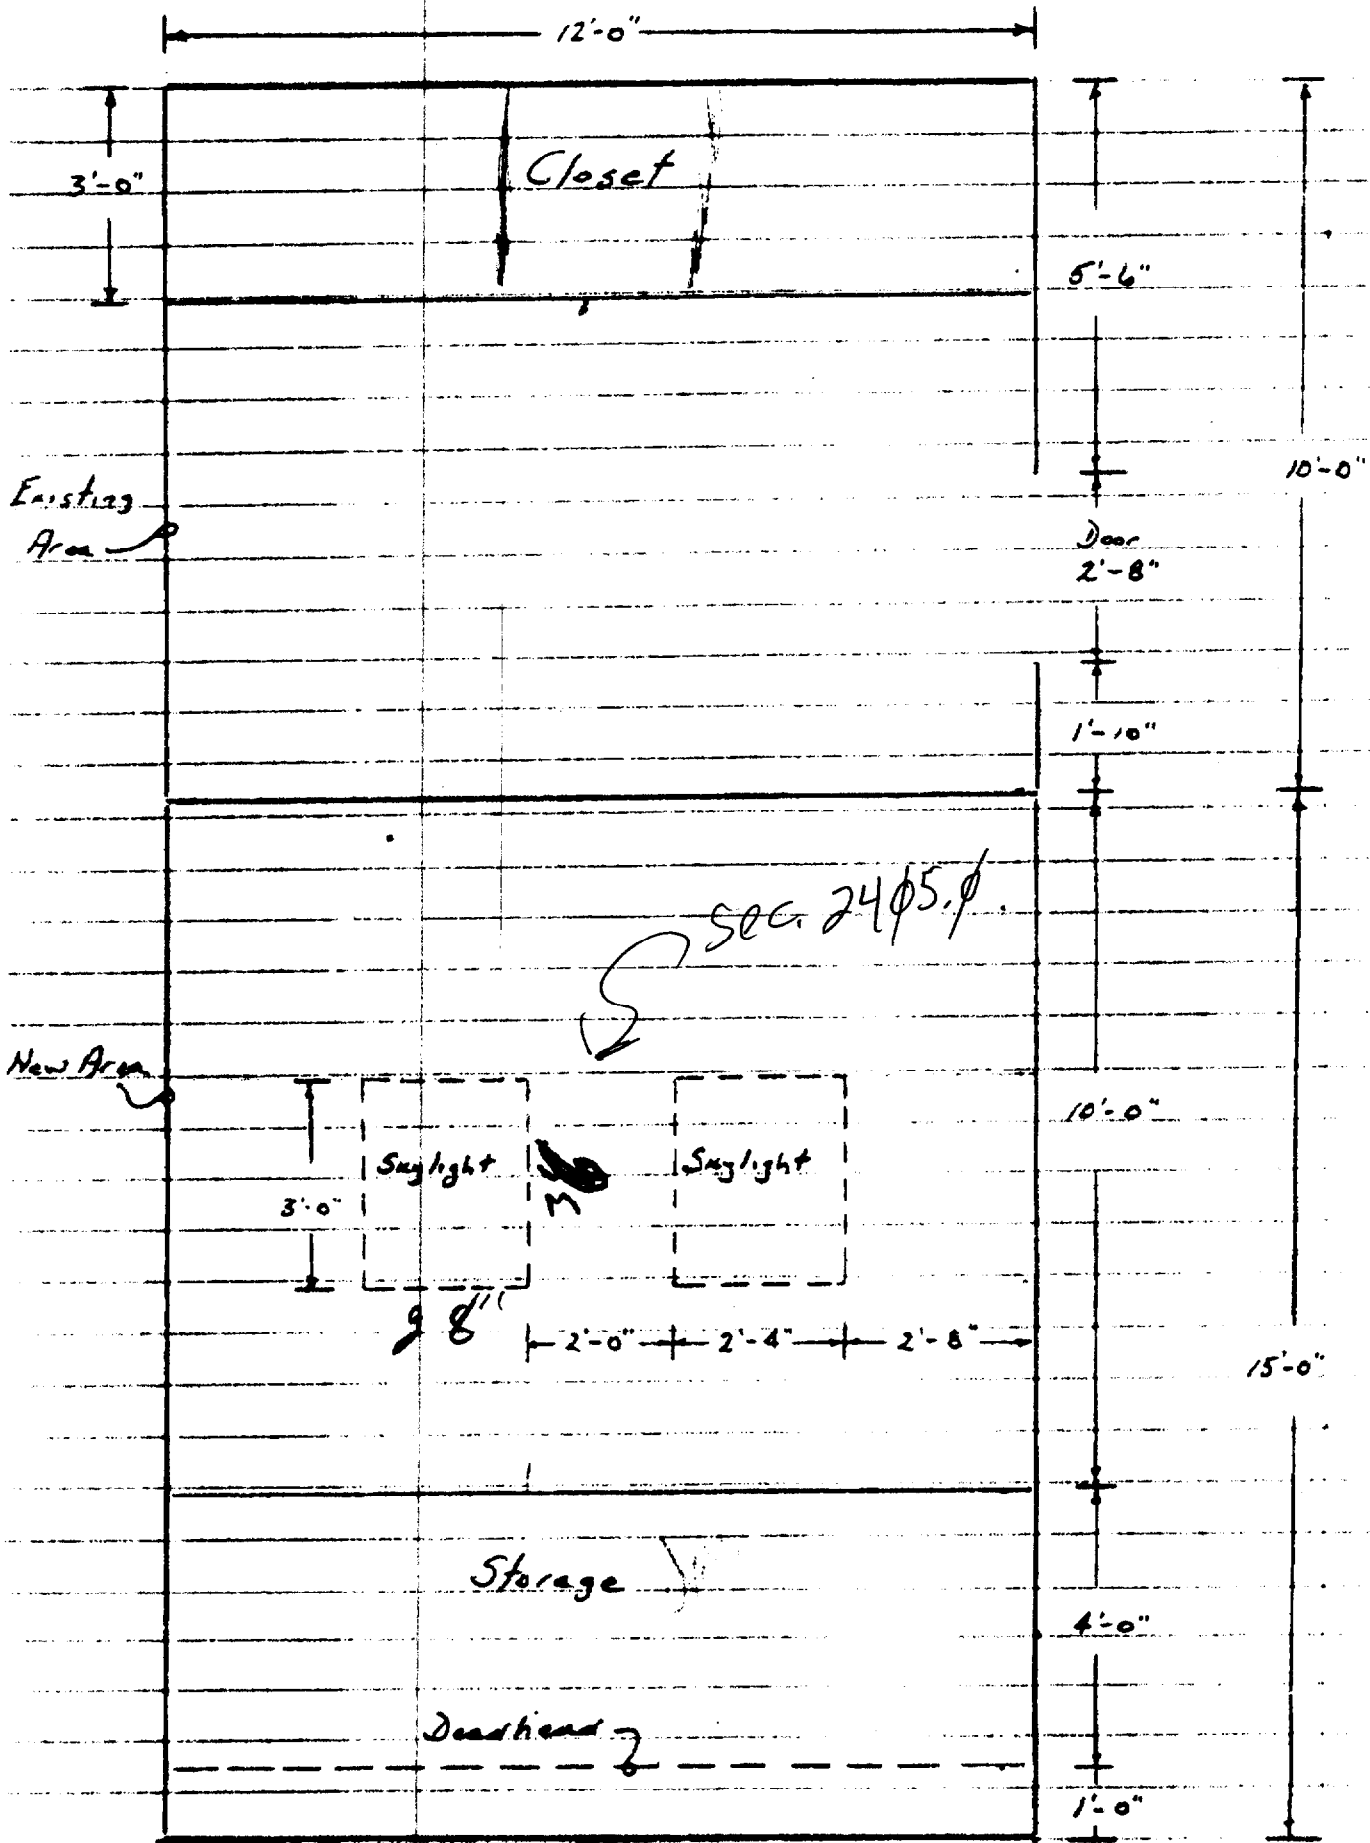 12'-0"
3'-0"
Closet
5'-6"
10'-0"
Existing
Area
Door
2'-8"
1'-10"
Sec. 2405.0.
New Area
10'-0"
Skylight
Skylight
3'-0"
8"
2'-0"
2'-4"
2'-8"
15'-0"
Storage
4'-0"
1'-0"